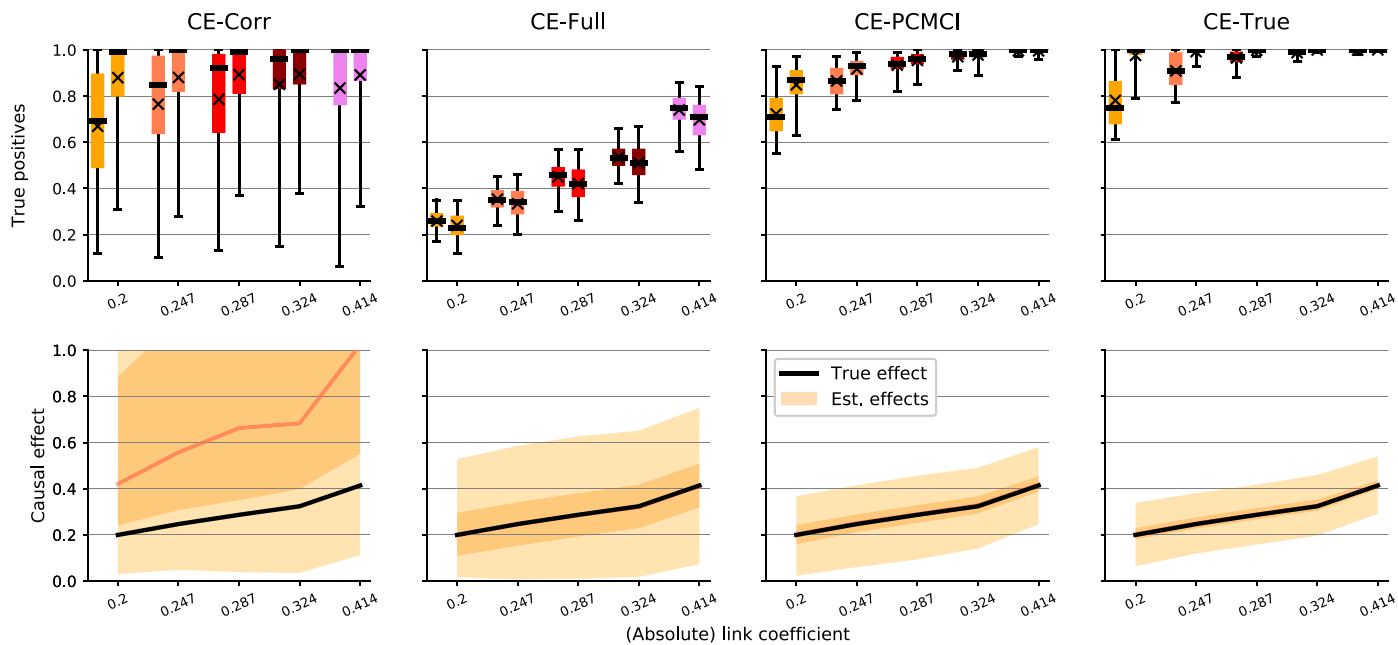 CE-Corr CE-Full CE-PCMCI CE-True
True positives
1.0
0.8
0.6
0.4
0.2
0.0
0.2 0.247 0.287 0.324 0.414 0.2 0.247 0.287 0.324 0.414 0.2 0.247 0.287 0.324 0.414 0.2 0.247 0.287 0.324 0.414
Causal effect
1.0
0.8
0.6
0.4
0.2
0.0
True effect
Est. effects
0.2 0.247 0.287 0.324 0.414 0.2 0.247 0.287 0.324 0.414 0.2 0.247 0.287 0.324 0.414 0.2 0.247 0.287 0.324 0.414
(Absolute) link coefficient